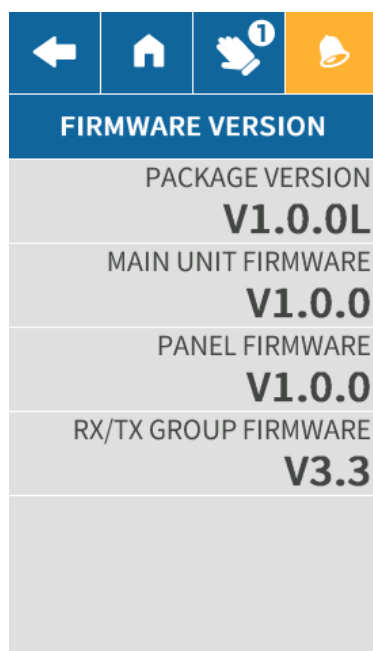 1
FIRMWARE VERSION
PACKAGE VERSION
V1.0.0L
MAIN UNIT FIRMWARE
V1.0.0
PANEL FIRMWARE
V1.0.0
RX/TX GROUP FIRMWARE
V3.3